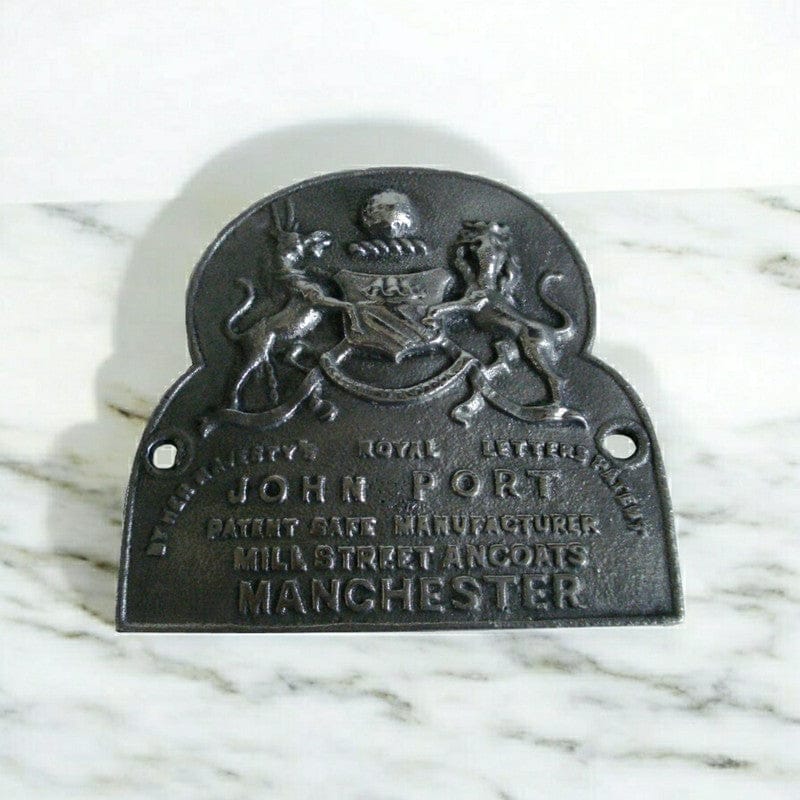 BY HER MAJESTY'S ROYAL LETTERS PATENT
JOHN PORT
PATENT SAFE MANUFACTURER
MILL STREET ANCOATS
MANCHESTER